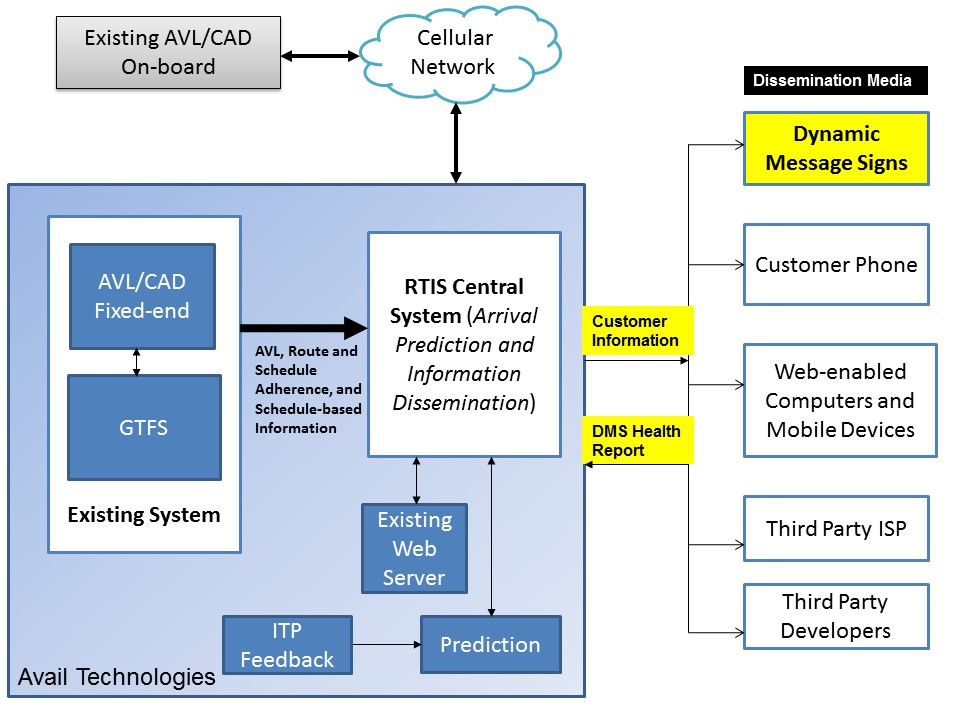 Existing AVL/CAD
On-board
Cellular
Network
Dissemination Media
Dynamic
Message Signs
Customer Phone
Web-enabled
Computers and
Mobile Devices
Third Party ISP
Third Party
Developers
AVL/CAD
Fixed-end
GTFS
Existing System
AVL, Route and
Schedule
Adherence, and
Schedule-based
Information
RTIS Central
System (Arrival
Prediction and
Information
Dissemination)
Customer
Information
DMS Health
Report
Existing
Web
Server
ITP
Feedback
Prediction
Avail Technologies